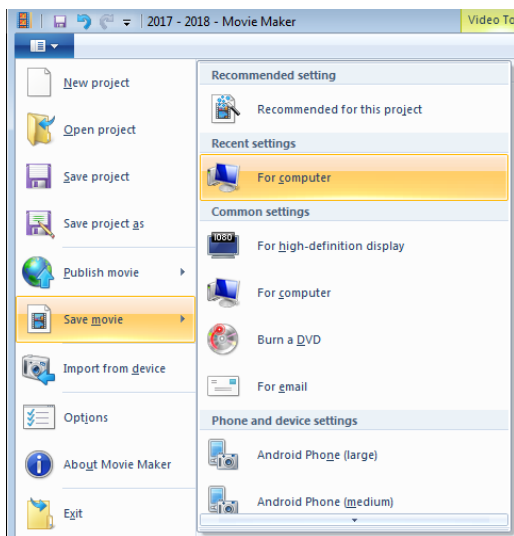 2017 - 2018 - Movie Maker
Video To
New project
Open project
Save project
Save project as
Publish movie
Save movie
Import from device
Options
About Movie Maker
Exit
Recommended setting
Recommended for this project
Recent settings
For computer
Common settings
1080
For high-definition display
For computer
Burn a DVD
For email
Phone and device settings
Android Phone (large)
Android Phone (medium)